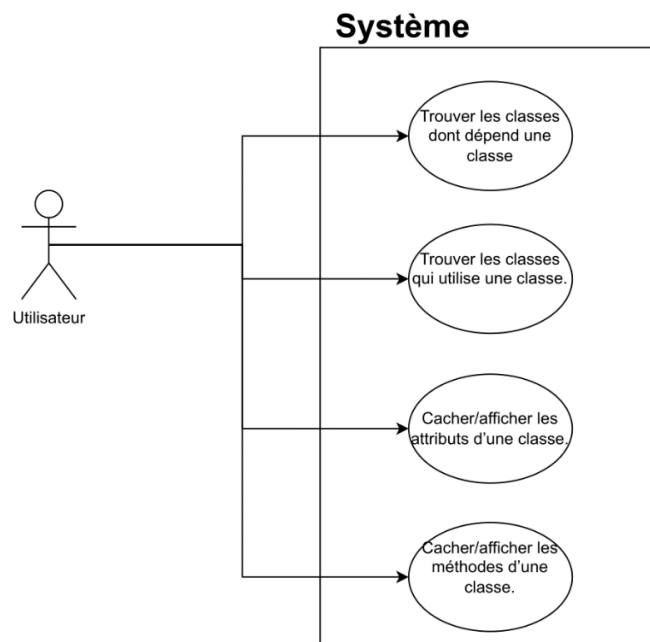 Système
Trouver les classes
dont dépend une
classe
Trouver les classes
qui utilise une classe.
Utilisateur
Cacher/afficher les
attributs d'une classe.
Cacher/afficher les
méthodes d'une
classe.